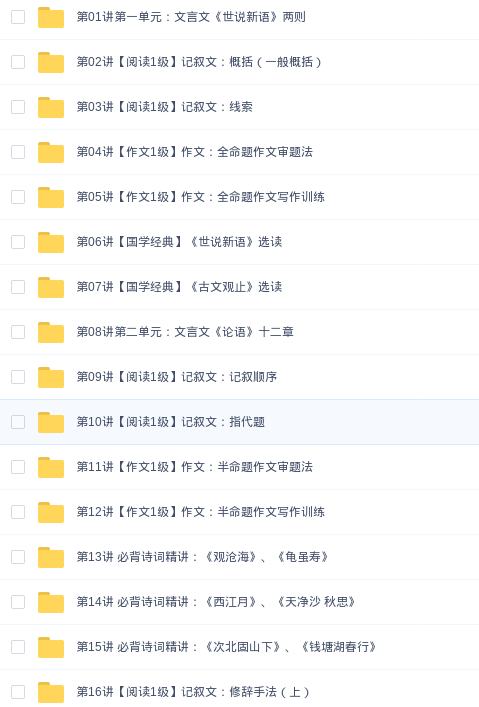 第01讲第一单元：文言文《世说新语》两则
第02讲【阅读1级】记叙文：概括（一般概括）
第03讲【阅读1级】记叙文：线索
第04讲【作文1级】作文：全命题作文审题法
第05讲【作文1级】作文：全命题作文写作训练
第06讲【国学经典】《世说新语》选读
第07讲【国学经典】《古文观止》选读
第08讲第二单元：文言文《论语》十二章
第09讲【阅读1级】记叙文：记叙顺序
第10讲【阅读1级】记叙文：指代题
第11讲【作文1级】作文：半命题作文审题法
第12讲【作文1级】作文：半命题作文写作训练
第13讲 必背诗词精讲：《观沧海》、《龟虽寿》
第14讲 必背诗词精讲：《西江月》、《天净沙 秋思》
第15讲 必背诗词精讲：《次北固山下》、《钱塘湖春行》
第16讲【阅读1级】记叙文：修辞手法（上）